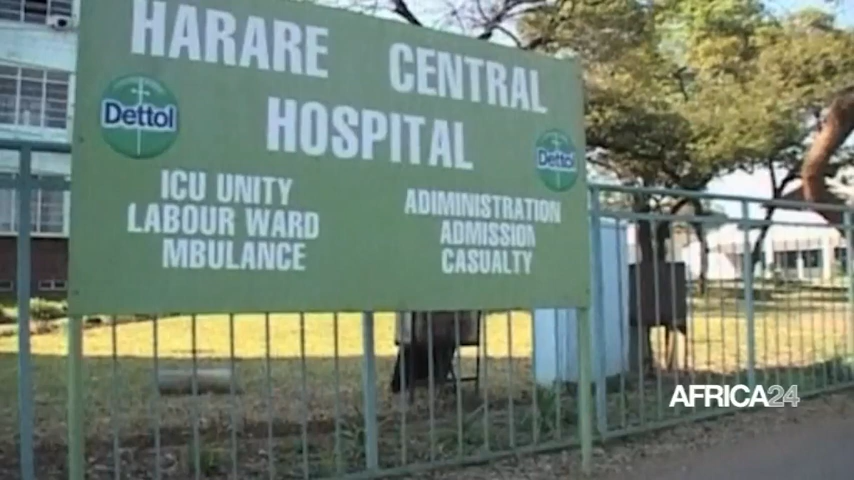 HARARE CENTRAL
HOSPITAL
Dettol
Dettol
ICU UNITY
LABOUR WARD
MBULANCE
ADIMINISTRATION
ADMISSION
CASUALTY
AFRICA24